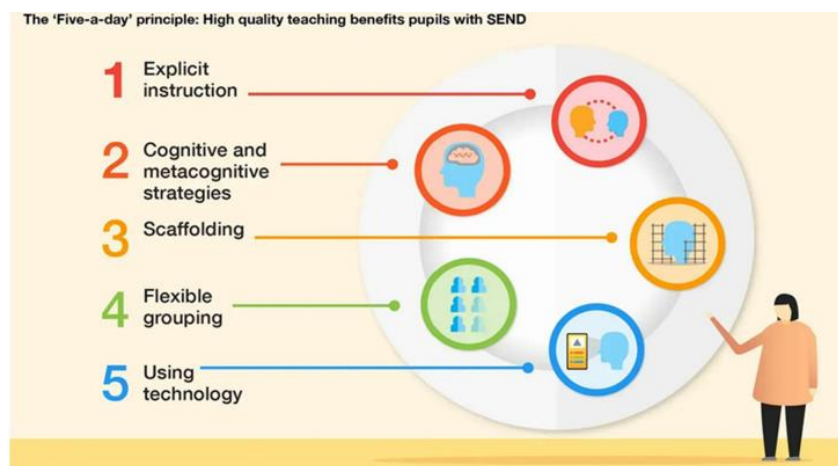 The 'Five-a-day' principle: High quality teaching benefits pupils with SEND
1 Explicit
instruction
2 Cognitive and
metacognitive
strategies
3 Scaffolding
4 Flexible
grouping
5 Using
technology